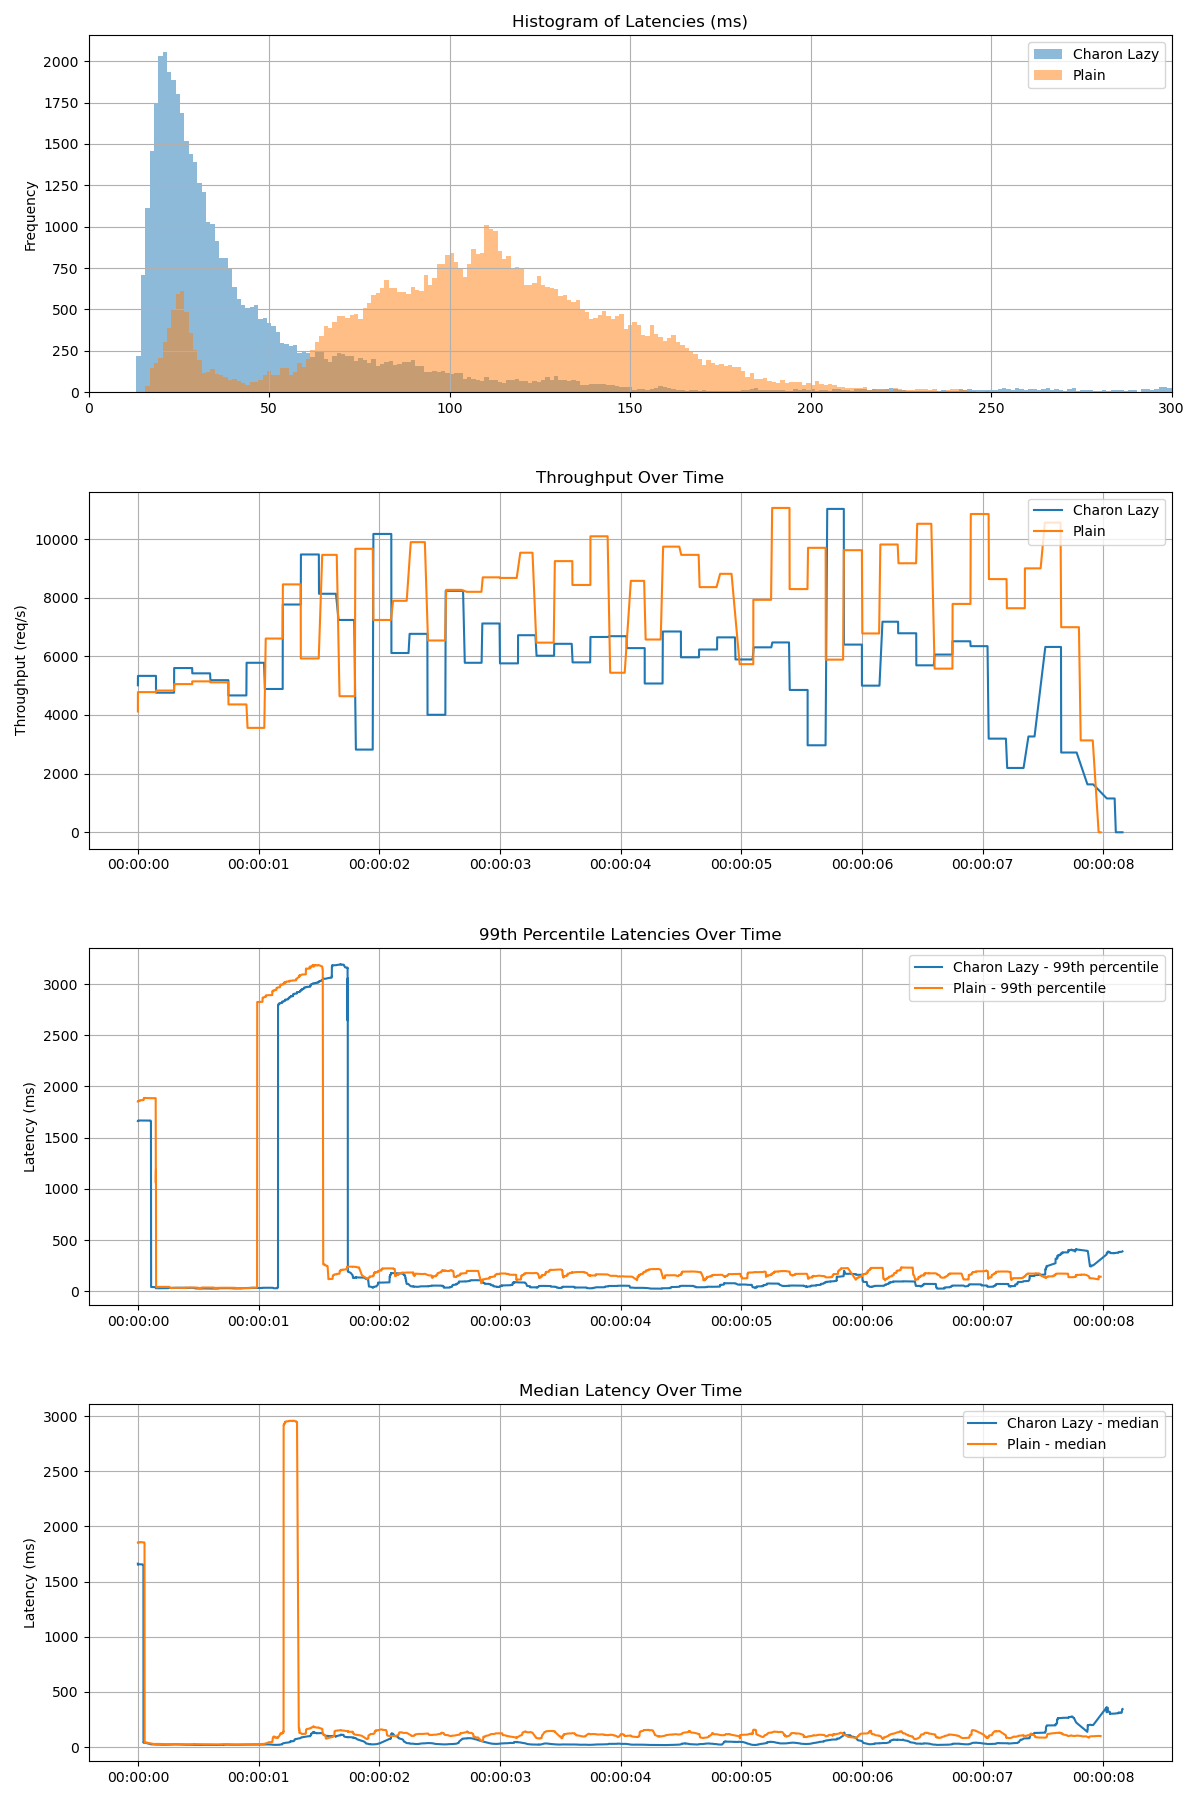 Histogram of Latencies (ms)
Frequency
2000
1750
1500
1250
1000
750
500
250
0
0 50 100 150 200 250 300
Charon Lazy
Plain
Throughput Over Time
Throughput (req/s)
10000
8000
6000
4000
2000
0
00:00:00 00:00:01 00:00:02 00:00:03 00:00:04 00:00:05 00:00:06 00:00:07 00:00:08
Charon Lazy
Plain
99th Percentile Latencies Over Time
Latency (ms)
3000
2500
2000
1500
1000
500
0
00:00:00 00:00:01 00:00:02 00:00:03 00:00:04 00:00:05 00:00:06 00:00:07 00:00:08
Charon Lazy - 99th percentile
Plain - 99th percentile
Median Latency Over Time
Latency (ms)
3000
2500
2000
1500
1000
500
0
00:00:00 00:00:01 00:00:02 00:00:03 00:00:04 00:00:05 00:00:06 00:00:07 00:00:08
Charon Lazy - median
Plain - median